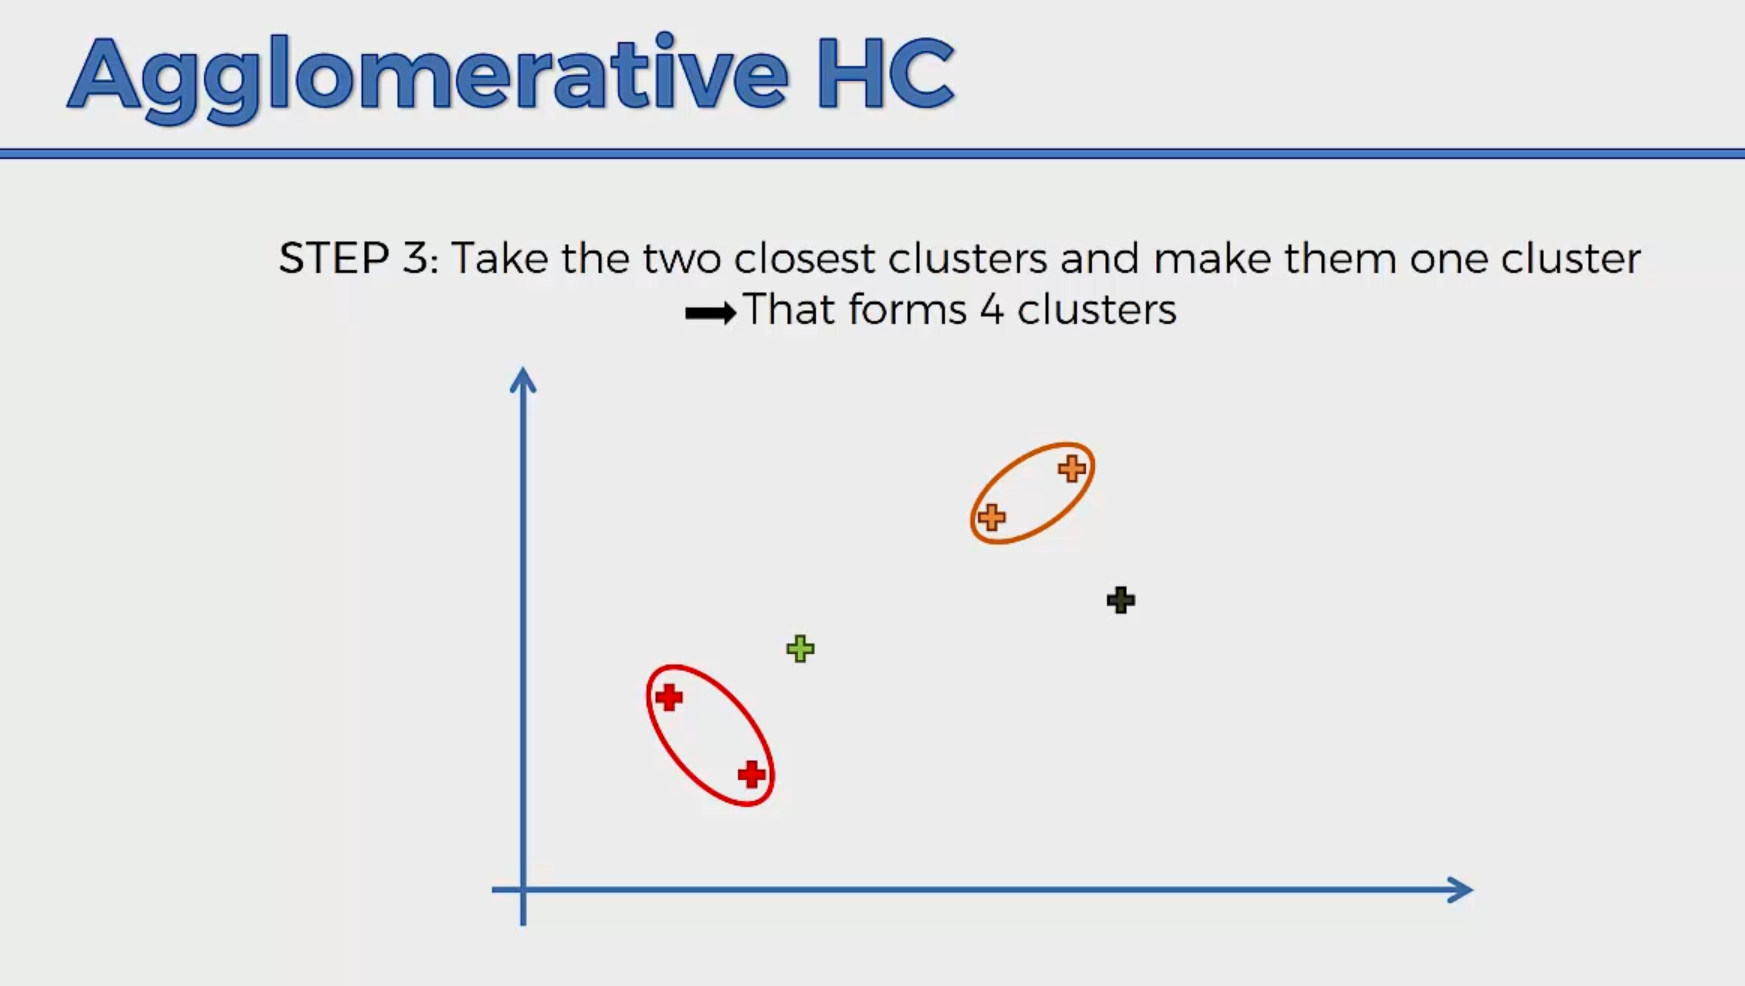 Agglomerative HC
STEP 3: Take the two closest clusters and make them one cluster
➡That forms 4 clusters